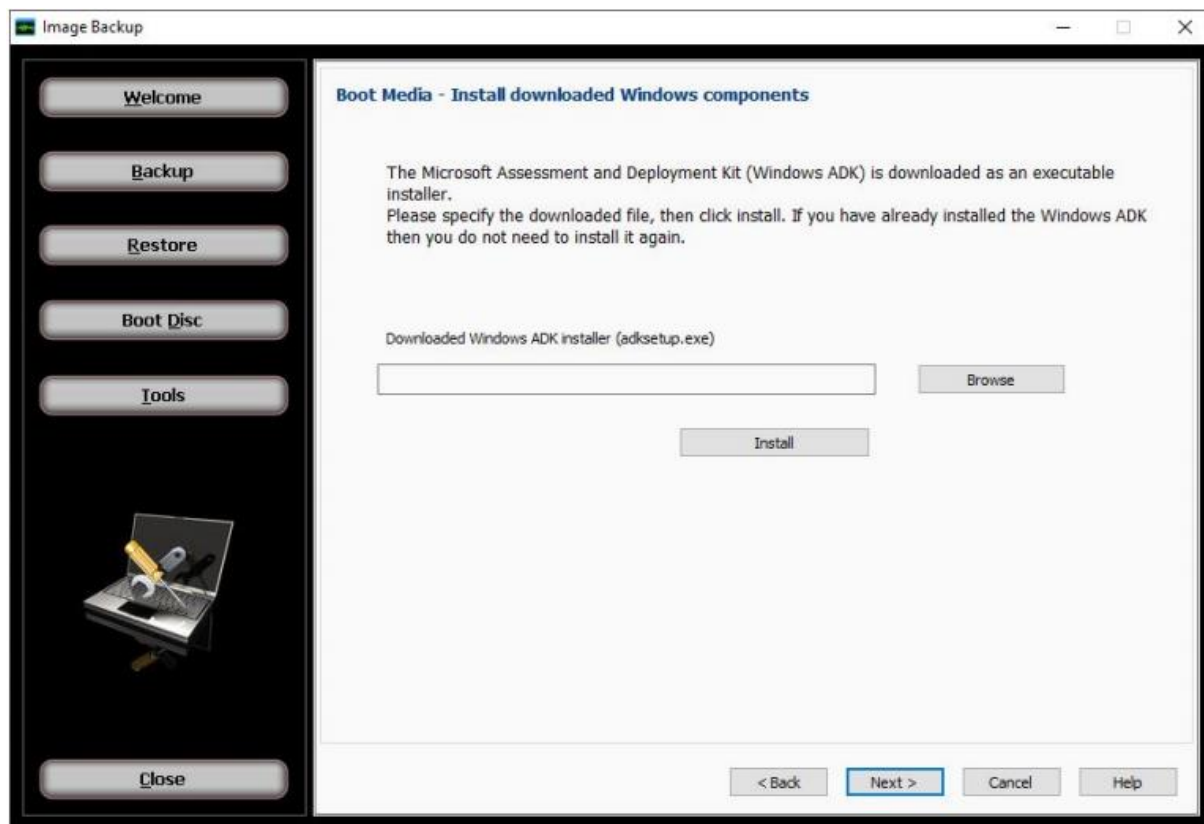 Image Backup
Welcome
Backup
Restore
Boot Disc
Tools
Close
Boot Media - Install downloaded Windows components
The Microsoft Assessment and Deployment Kit (Windows ADK) is downloaded as an executable
installer.
Please specify the downloaded file, then click install. If you have already installed the Windows ADK
then you do not need to install it again.
Downloaded Windows ADK installer (adksetup.exe)
Browse
Install
< Back
Next >
Cancel
Help